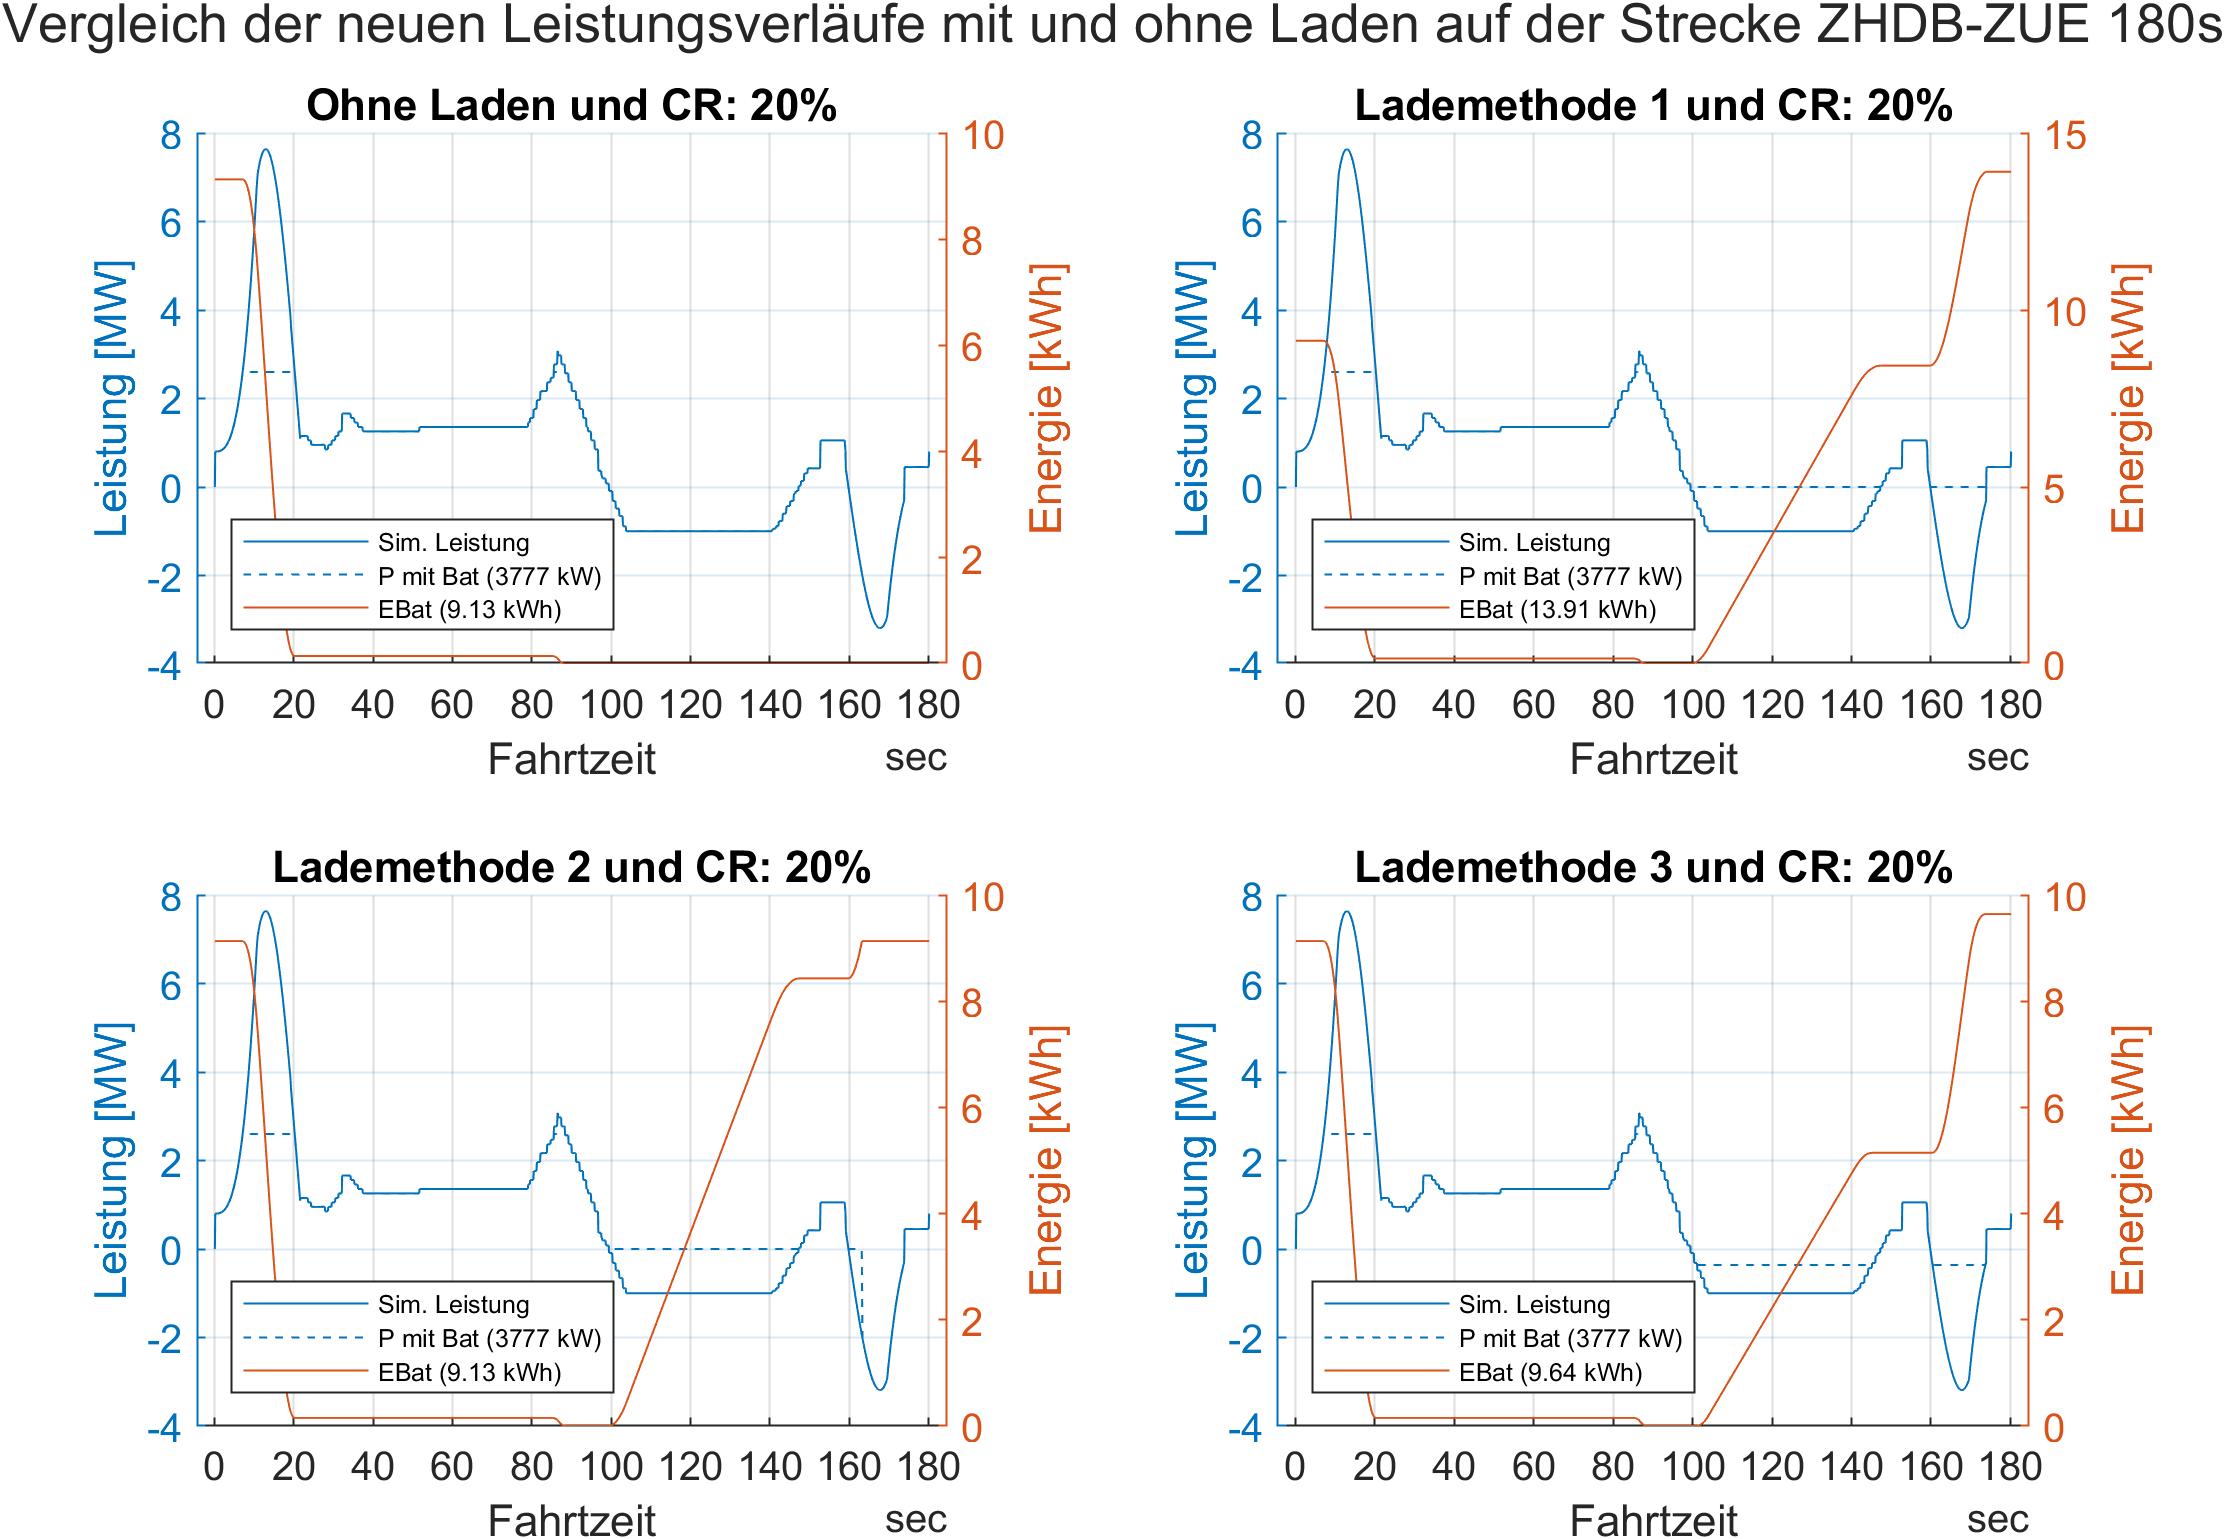 Vergleich der neuen Leistungsverläufe mit und ohne Laden auf der Strecke ZHDB-ZUE 180s
Ohne Laden und CR: 20%
8
6
4
2
0
-2
-4
Leistung [MW]
10
8
6
4
2
0
Energie [kWh]
Sim. Leistung
P mit Bat (3777 kW)
EBat (9.13 kWh)
0 20 40 60 80 100 120 140 160 180
Fahrtzeit
sec
Lademethode 1 und CR: 20%
8
6
4
2
0
-2
-4
Leistung [MW]
15
10
5
0
Energie [kWh]
Sim. Leistung
P mit Bat (3777 kW)
EBat (13.91 kWh)
0 20 40 60 80 100 120 140 160 180
Fahrtzeit
sec
Lademethode 2 und CR: 20%
8
6
4
2
0
-2
-4
Leistung [MW]
10
8
6
4
2
0
Energie [kWh]
Sim. Leistung
P mit Bat (3777 kW)
EBat (9.13 kWh)
0 20 40 60 80 100 120 140 160 180
Fahrtzeit
sec
Lademethode 3 und CR: 20%
8
6
4
2
0
-2
-4
Leistung [MW]
10
8
6
4
2
0
Energie [kWh]
Sim. Leistung
P mit Bat (3777 kW)
EBat (9.64 kWh)
0 20 40 60 80 100 120 140 160 180
Fahrtzeit
sec